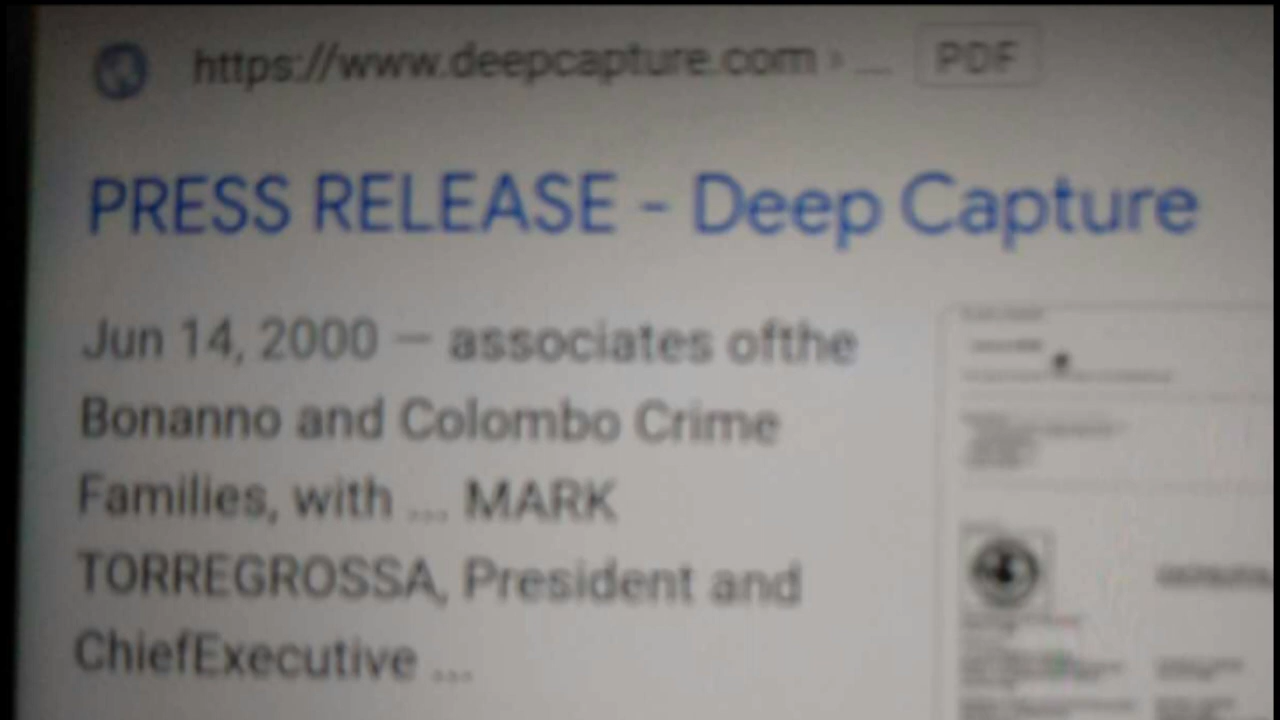 https://www.deepcapture.com › ... PDF
PRESS RELEASE - Deep Capture
Jun 14, 2000 — associates ofthe
Bonanno and Colombo Crime
Families, with ... MARK
TORREGROSSA, President and
ChiefExecutive ...